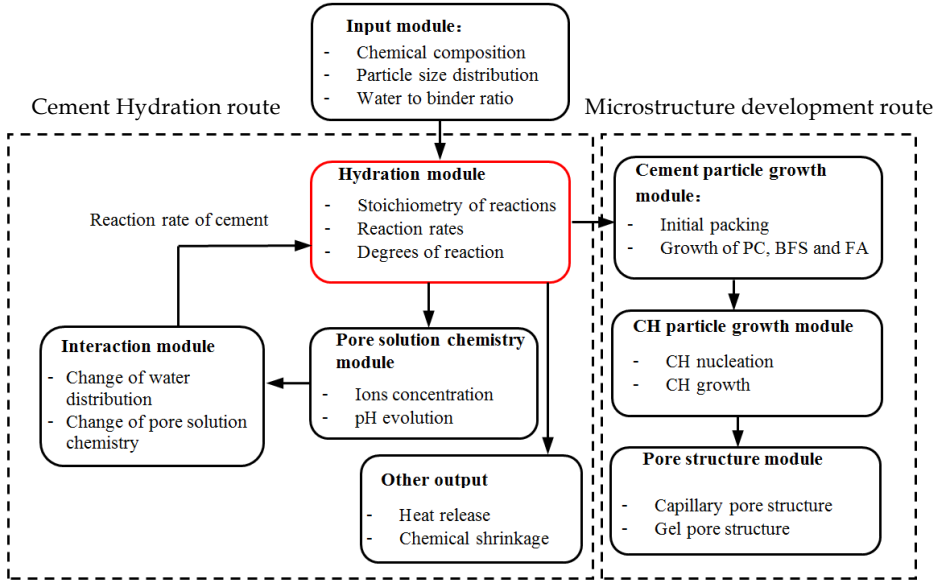 Input module：
- Chemical composition
- Particle size distribution
- Water to binder ratio
Cement Hydration route
Microstructure development route
Hydration module
- Stoichiometry of reactions
- Reaction rates
- Degrees of reaction
Reaction rate of cement
Interaction module
- Change of water
distribution
- Change of pore solution
chemistry
Pore solution chemistry
module
- Ions concentration
- pH evolution
Other output
- Heat release
- Chemical shrinkage
Cement particle growth
module：
- Initial packing
- Growth of PC, BFS and FA
CH particle growth module
- CH nucleation
- CH growth
Pore structure module
- Capillary pore structure
- Gel pore structure